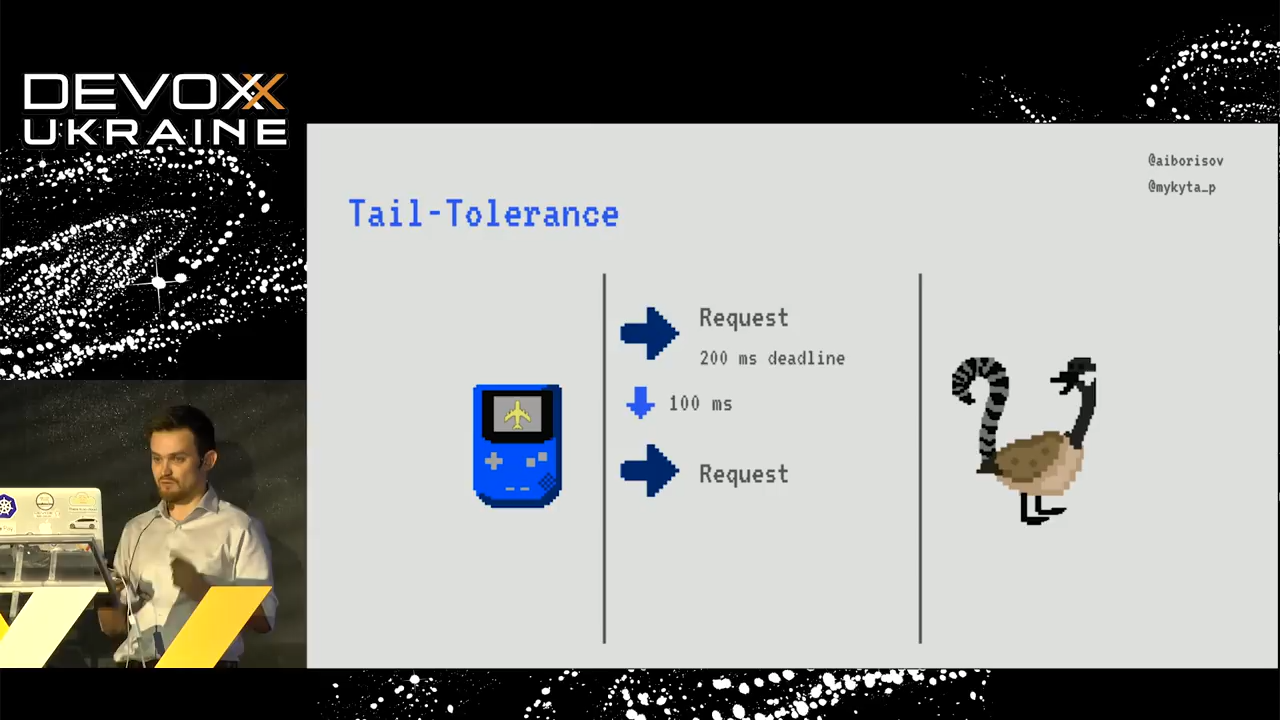 DEVOXX
UKRAINE
@aiborisov
@mykyta_p
Tail-Tolerance
Request
200 ms deadline
100 ms
Request